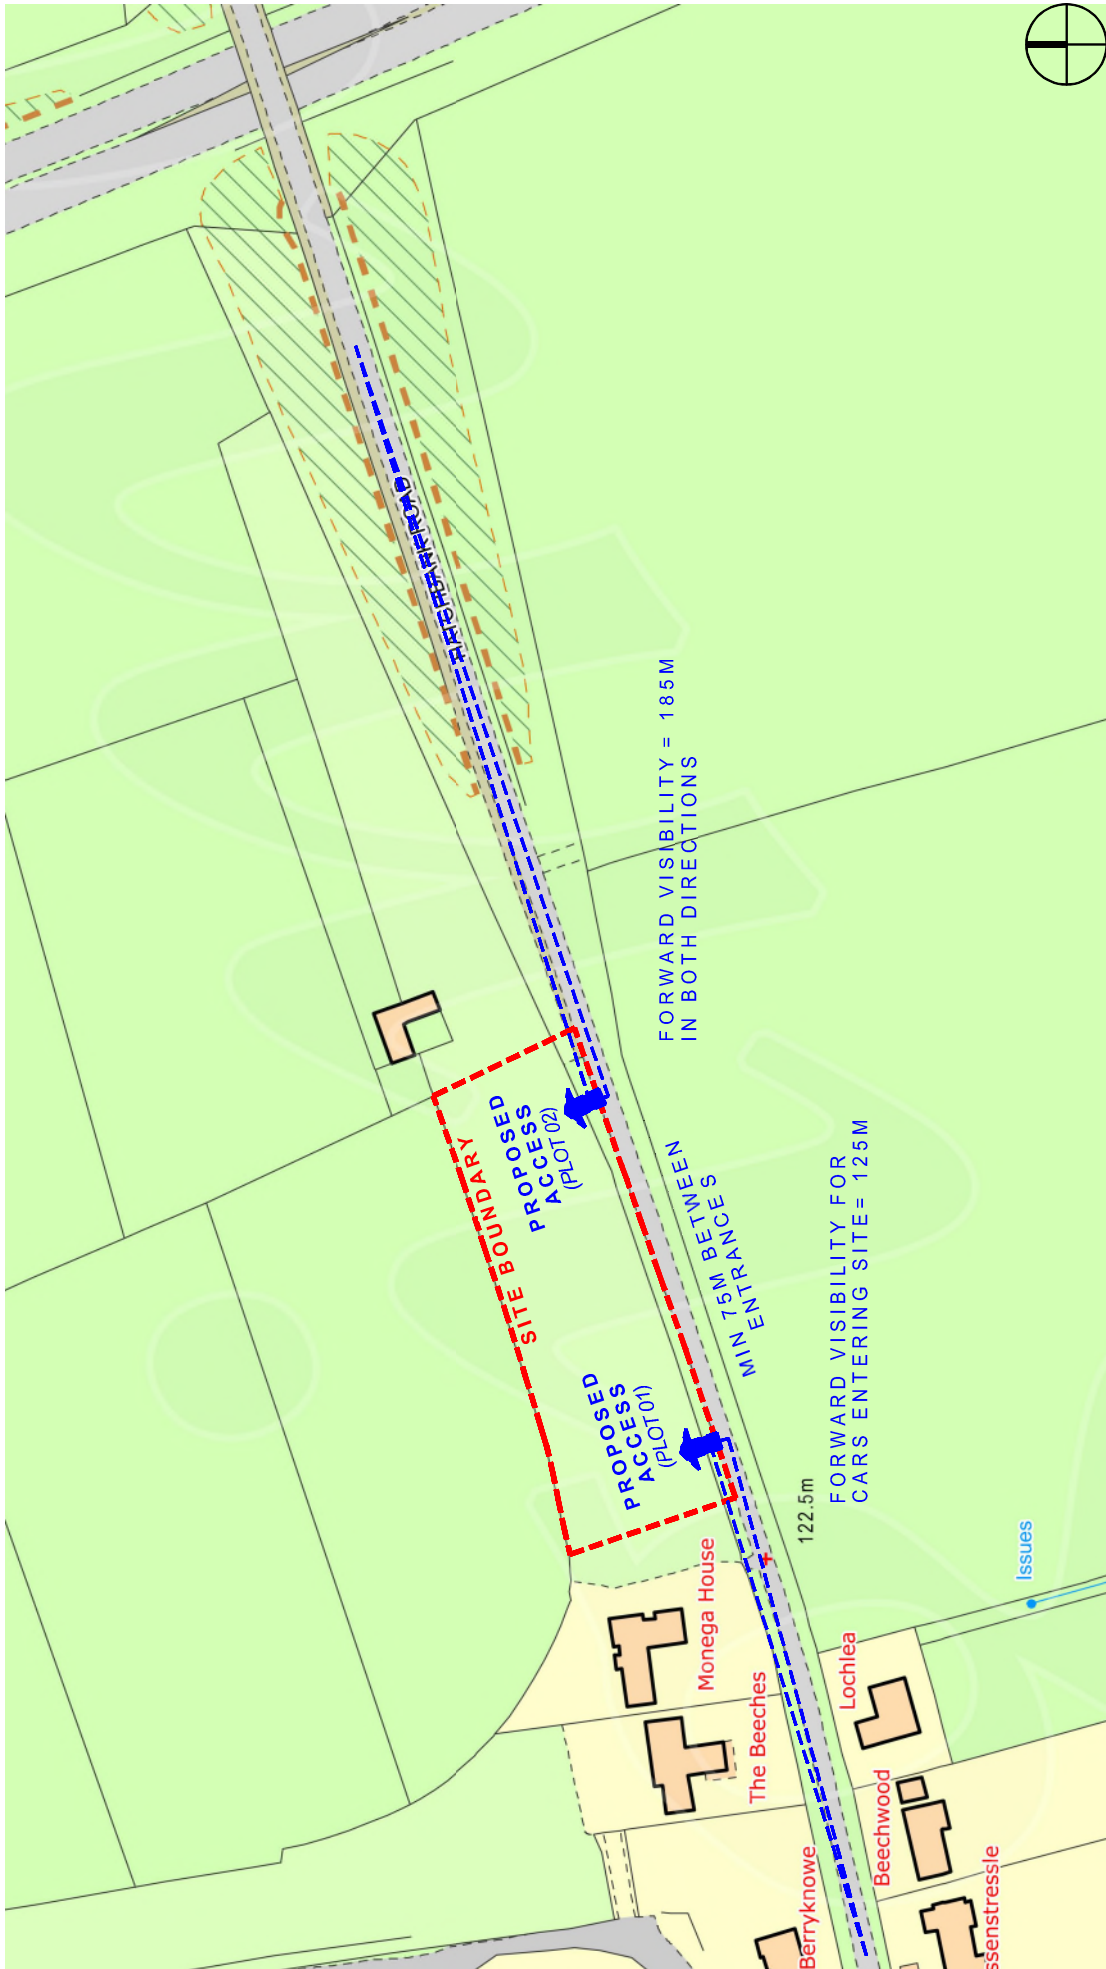 FORWARD VISIBILITY = 185M
IN BOTH DIRECTIONS
PROPOSED
ACCESS
(PLOT 02)
SITE BOUNDARY
MIN 75M BETWEEN
ENTRANCES
PROPOSED
ACCESS
(PLOT 01)
FORWARD VISIBILITY FOR
CARS ENTERING SITE= 125M
122.5m
Issues
Monega House
The Beeches
Lochlea
Beechwood
Berryknowe
ssenstressle